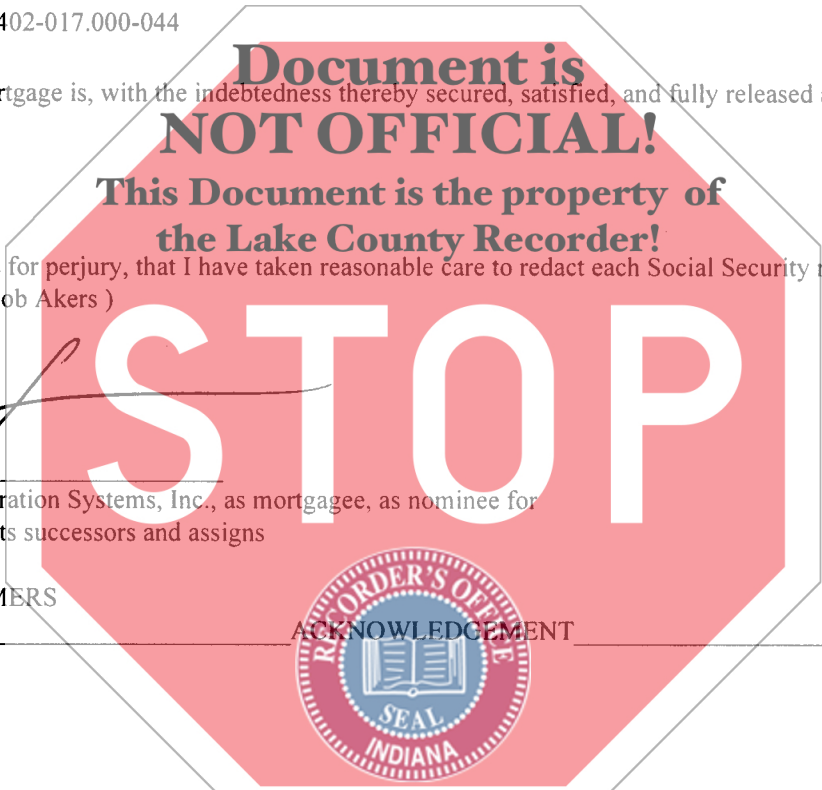 402-017.000-044
Document is
rtgage is, with the indebtedness thereby secured, satisfied, and fully released
NOT OFFICIAL!
This Document is the property of
the Lake County Recorder!
for perjury, that I have taken reasonable care to redact each Social Security
ob Akers )
STOP
ration Systems, Inc., as mortgagee, as nominee for
ts successors and assigns
MERS
ACKNOWLEDGEMENT
RECORDER'S OFFICE
SEAL
INDIANA